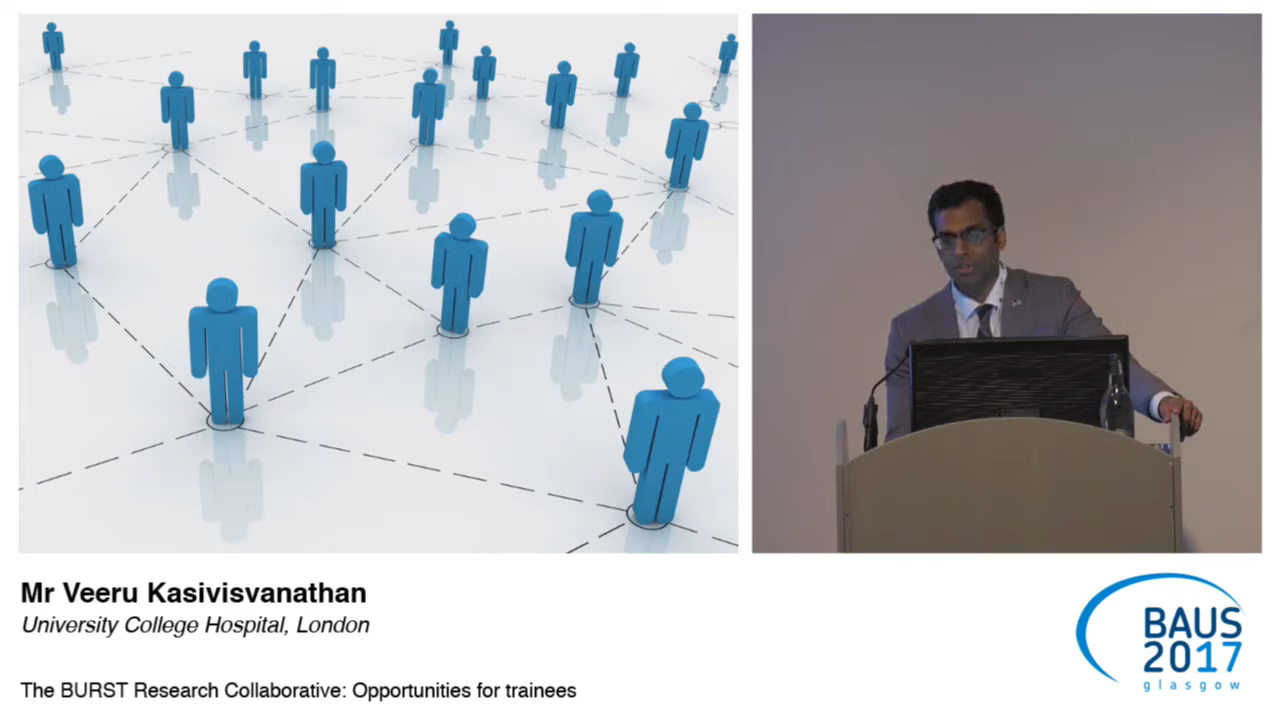 Mr Veeru Kasivisvanathan
University College Hospital, London
The BURST Research Collaborative: Opportunities for trainees
BAUS
2017
glasgow